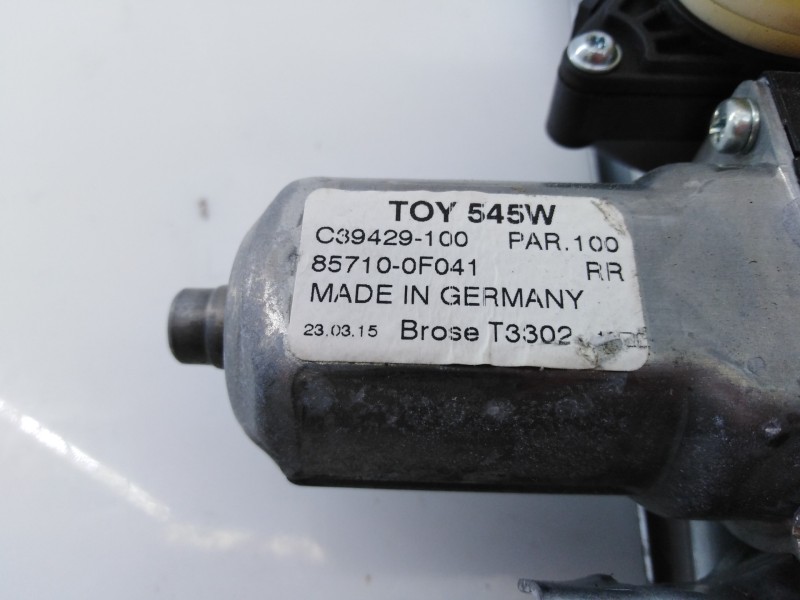 TOY 545W
C39429-100 PAR.100
85710-0F041 RR
MADE IN GERMANY
23.03.15 Brose T3302